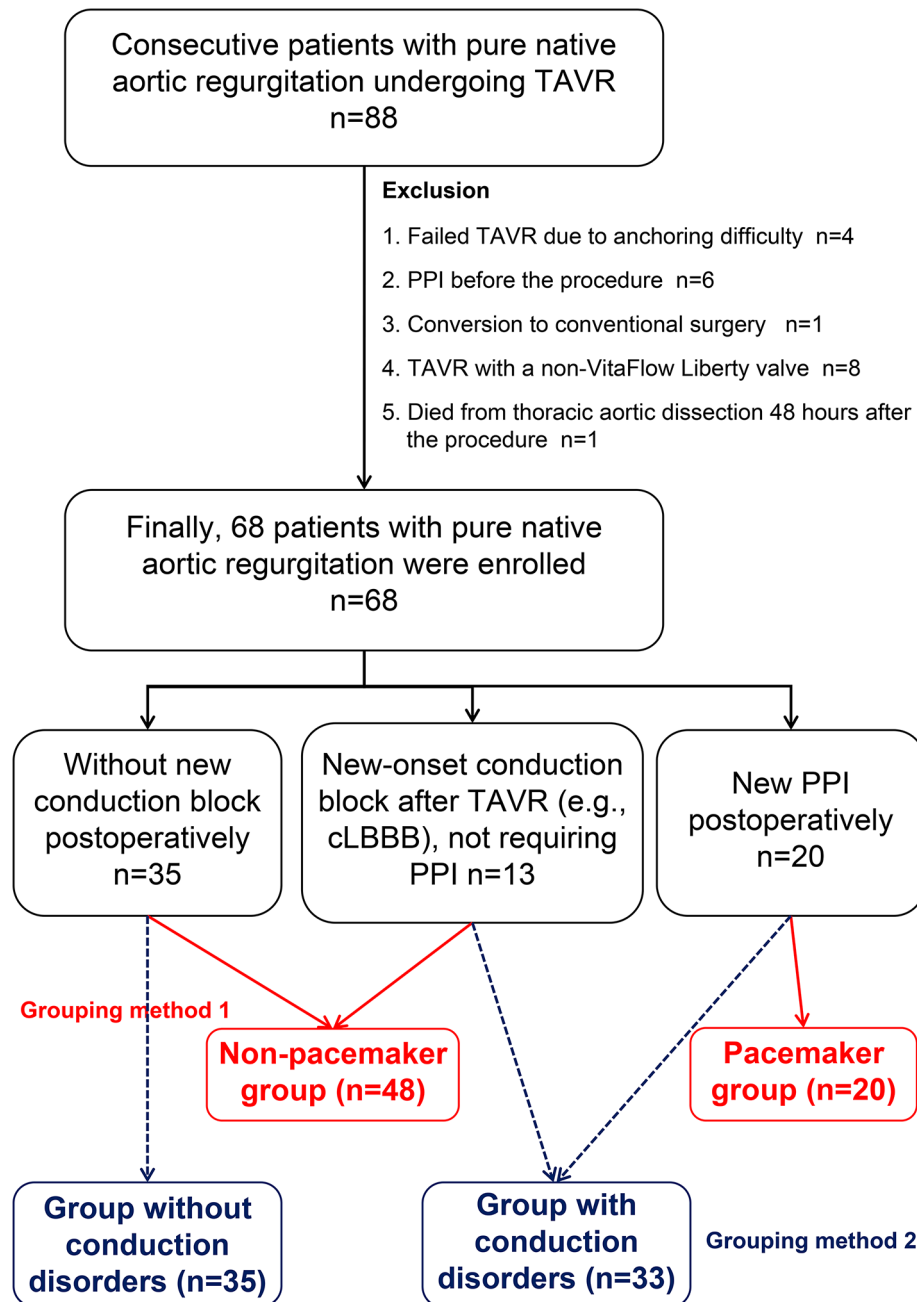 Consecutive patients with pure native
aortic regurgitation undergoing TAVR
n=88
Exclusion
1. Failed TAVR due to anchoring difficulty n=4
2. PPI before the procedure n=6
3. Conversion to conventional surgery n=1
4. TAVR with a non-VitaFlow Liberty valve n=8
5. Died from thoracic aortic dissection 48 hours after
the procedure n=1
Finally, 68 patients with pure native
aortic regurgitation were enrolled
n=68
Without new
conduction block
postoperatively
n=35
New-onset conduction
block after TAVR (e.g.,
cLBBB), not requiring
PPI n=13
New PPI
postoperatively
n=20
Grouping method 1
Non-pacemaker
group (n=48)
Pacemaker
group (n=20)
Group without
conduction
disorders (n=35)
Group with
conduction
disorders (n=33)
Grouping method 2